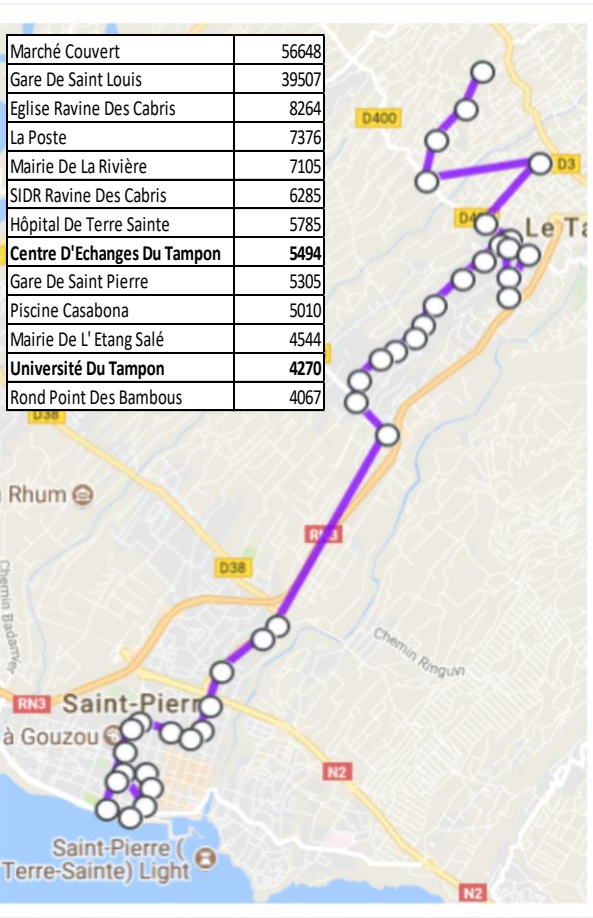 Marché Couvert 56648
Gare De Saint Louis 39507
Eglise Ravine Des Cabris 8264
La Poste 7376
Mairie De La Rivière 7105
SIDR Ravine Des Cabris 6285
Hôpital De Terre Sainte 5785
Centre D'Echanges Du Tampon 5494
Gare De Saint Pierre 5305
Piscine Casabona 5010
Mairie De L' Etang Salé 4544
Université Du Tampon 4270
Rond Point Des Bambous 4067
D400
D3
D4
Le Ta
D38
Rhum
RN3
D38
Chemin Badamier
Chemin Ringuin
RN3
Saint-Pierr
à Gouzou
N2
Saint-Pierre (
Terre-Sainte) Light
N2